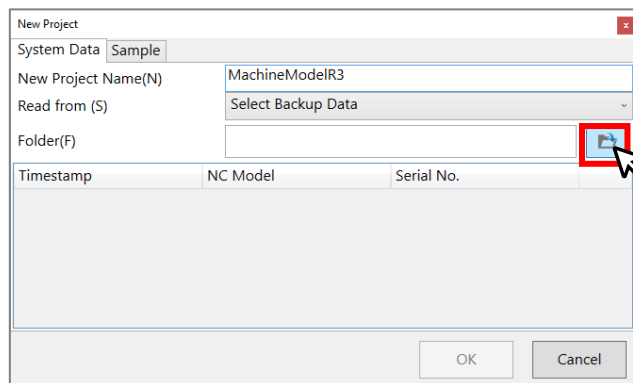 New Project
x
System Data Sample
New Project Name(N) MachineModelR3
Read from (S) Select Backup Data
Folder(F)
Timestamp NC Model Serial No.
OK Cancel